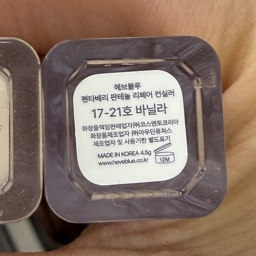 헤브블루
펜타베리 판테놀 리페어 컨실러
17-21호 바닐라
화장품책임판매업자(주)코스멘토코리아
화장품제조업자 (주)아우딘퓨쳐스
제조업자 및 사용기한 별도표기
MADE IN KOREA 4.5g
www.heveblue.co.kr
12M